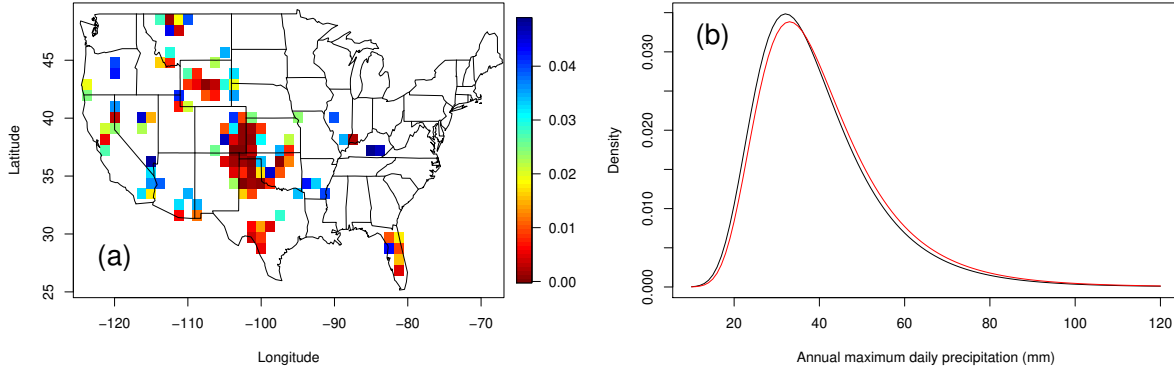 (a)
Latitude
45
40
35
30
25
−120 −110 −100 −90 −80 −70
Longitude
0.04
0.03
0.02
0.01
0.00
(b)
Density
0.030
0.020
0.010
0.000
20 40 60 80 100 120
Annual maximum daily precipitation (mm)